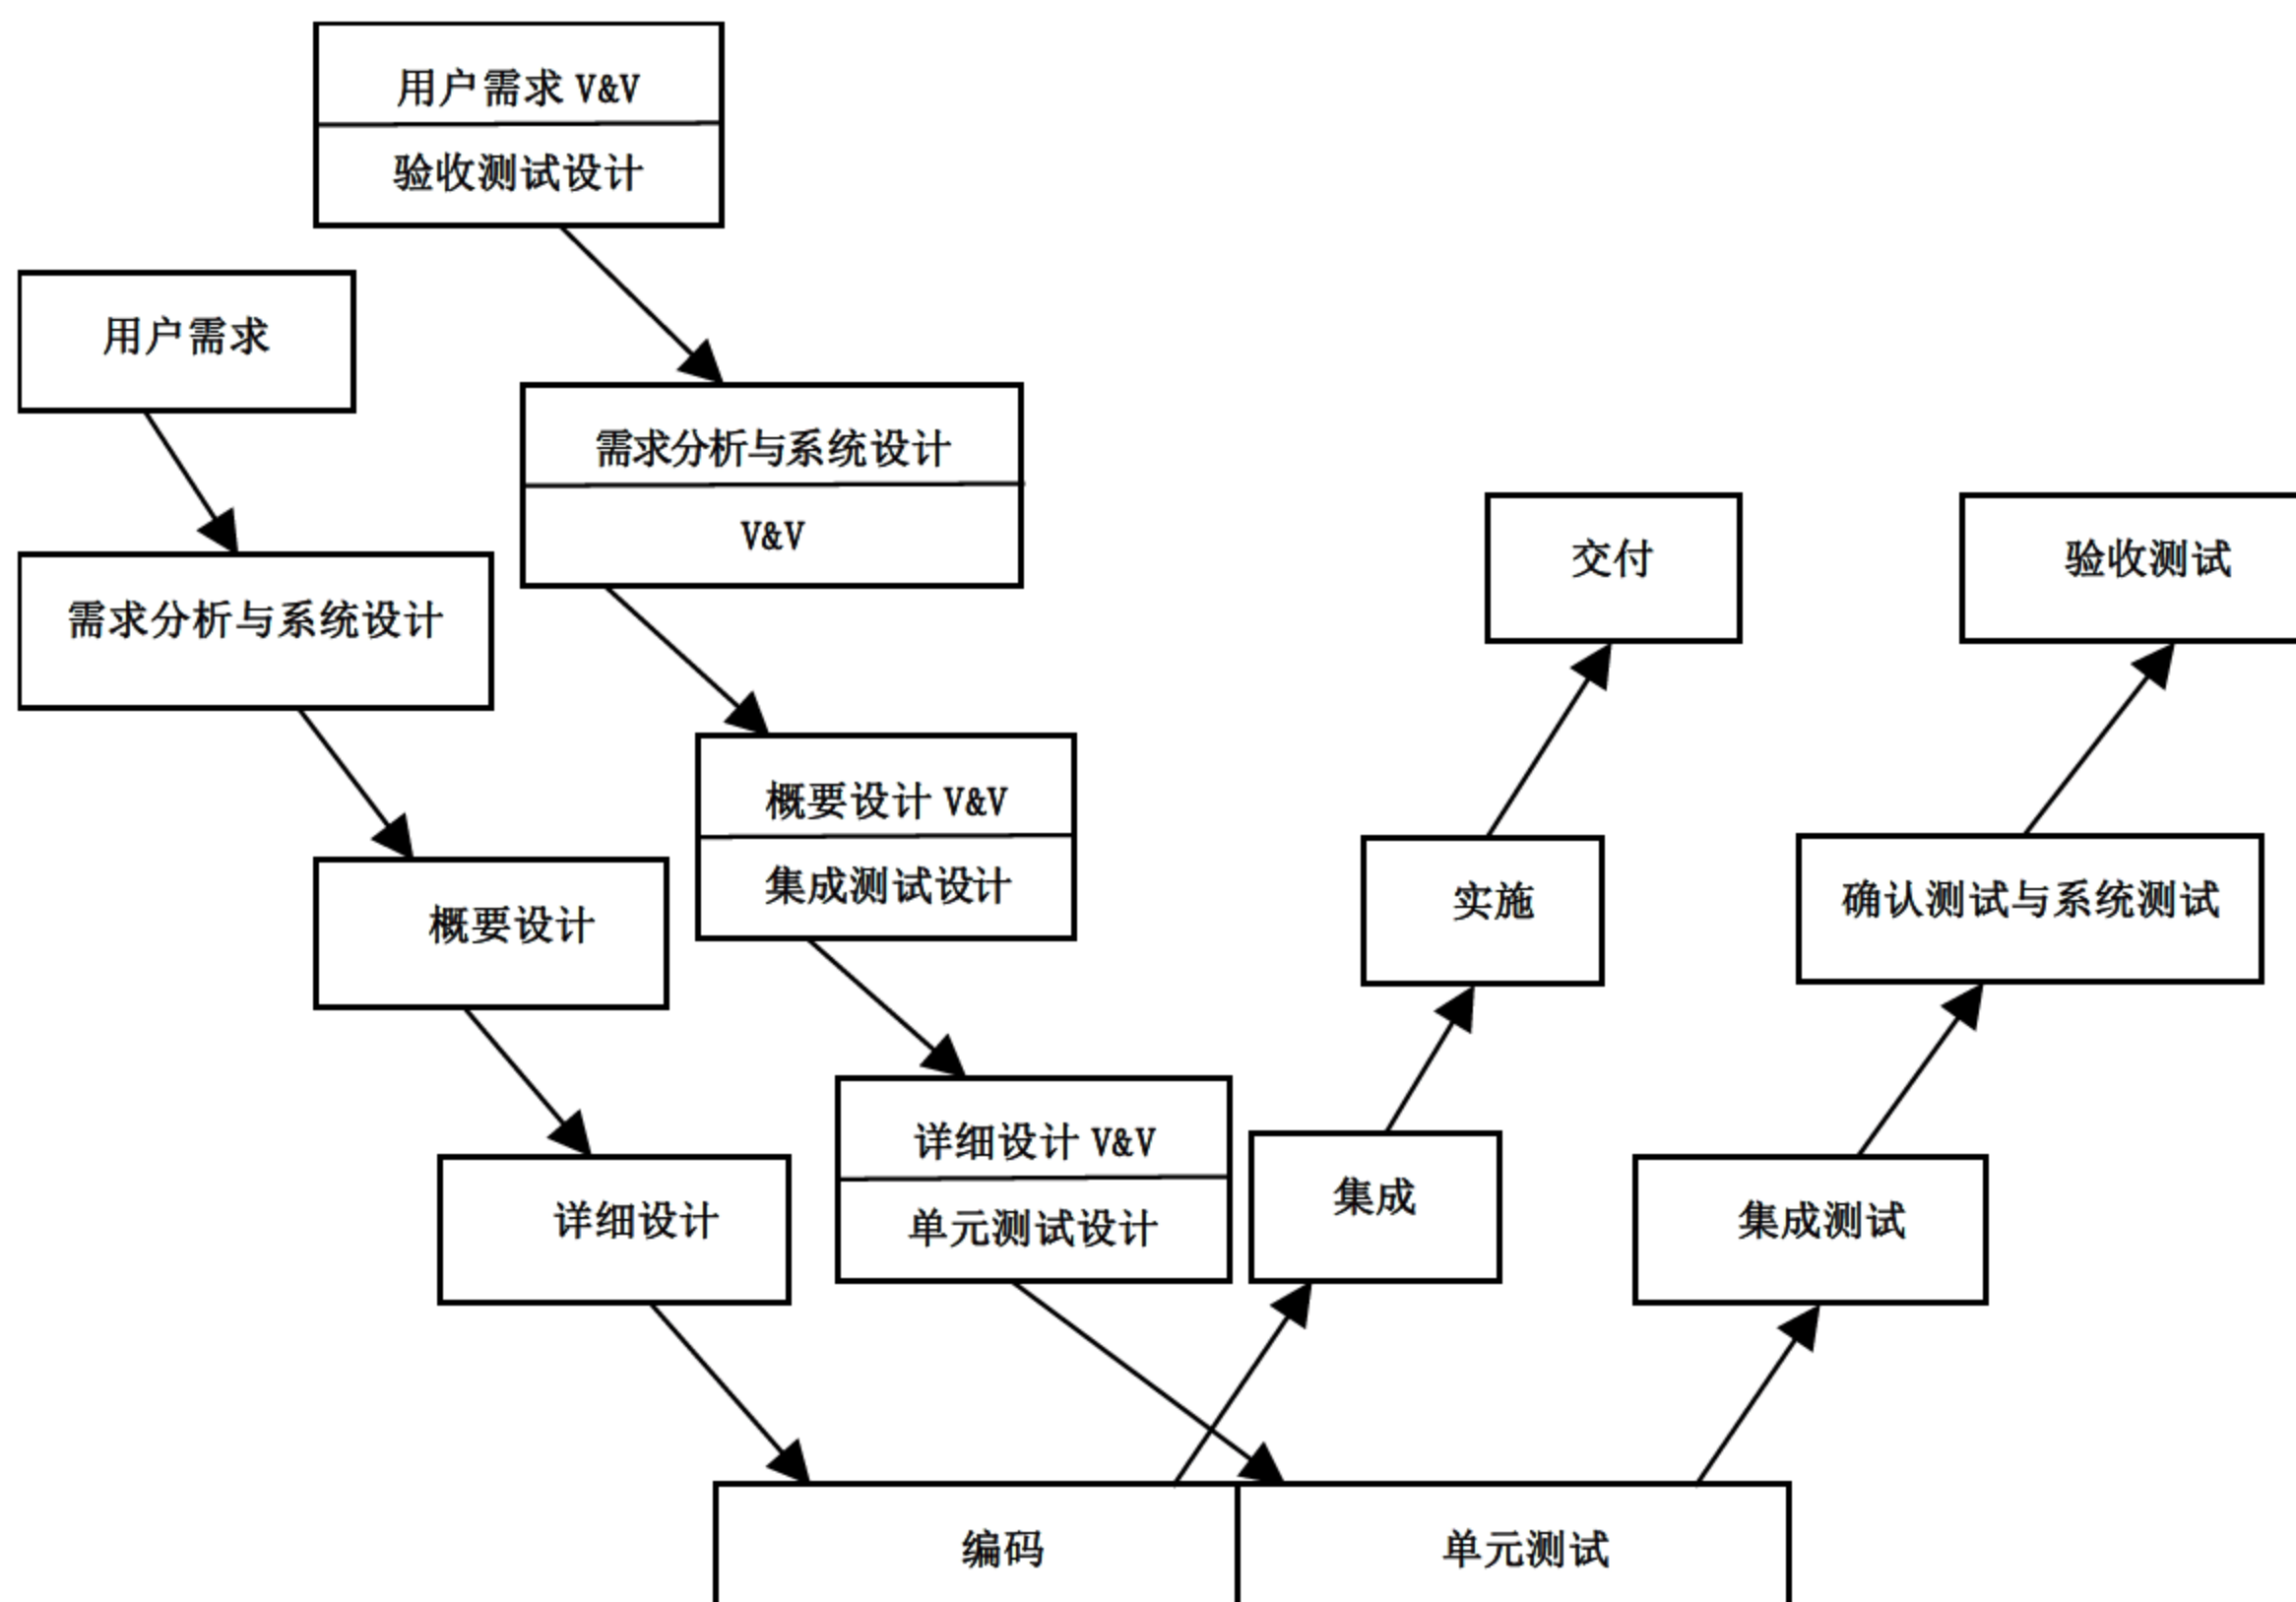 用户需求 V&V
验收测试设计
用户需求
需求分析与系统设计
V&V
需求分析与系统设计
交付
验收测试
概要设计 V&V
集成测试设计
实施
确认测试与系统测试
概要设计
详细设计 V&V
单元测试设计
集成
集成测试
详细设计
编码
单元测试